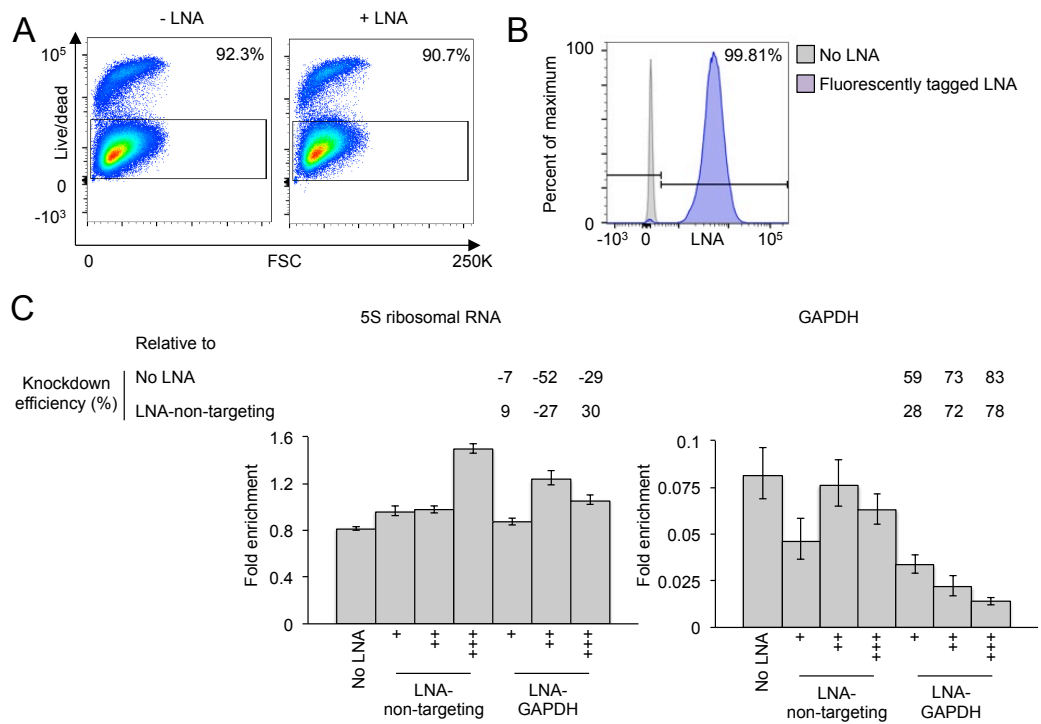 A
- LNA
+ LNA
92.3%
90.7%
Live/dead
10⁵
0
-10³
0
FSC
250K
B
Percent of maximum
100
80
60
40
20
0
99.81%
-10³
0
LNA
10⁵
No LNA
Fluorescently tagged LNA
C
5S ribosomal RNA
GAPDH
Relative to
Knockdown
efficiency (%)
No LNA
-7 -52 -29
59 73 83
LNA-non-targeting
9 -27 30
28 72 78
Fold enrichment
1.6
1.2
0.8
0.4
0
No LNA
+
++
+++
+
++
+++
LNA-
non-targeting
LNA-
GAPDH
Fold enrichment
0.1
0.075
0.05
0.025
0
No LNA
+
++
+++
+
++
+++
LNA-
non-targeting
LNA-
GAPDH